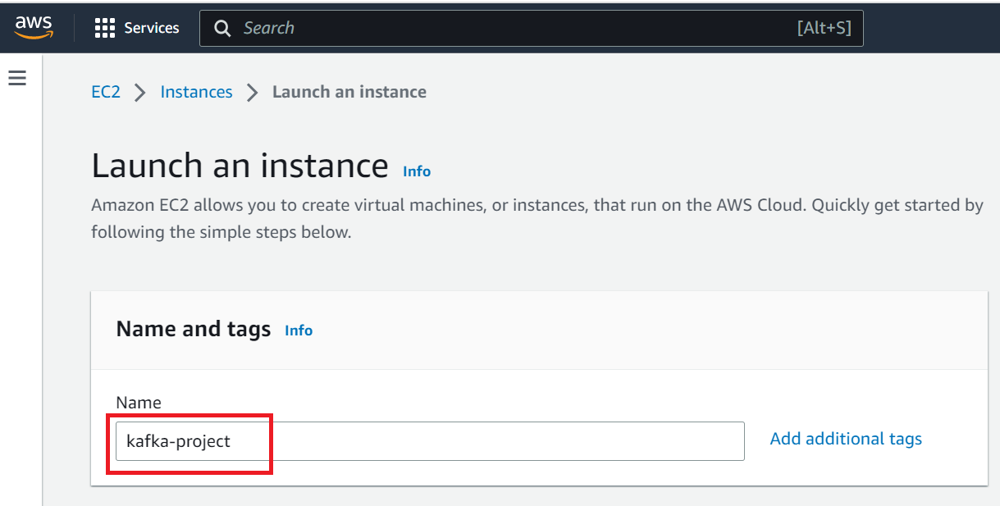 aws Services Search [Alt+S]
EC2 Instances Launch an instance
Launch an instance Info
Amazon EC2 allows you to create virtual machines, or instances, that run on the AWS Cloud. Quickly get started by
following the simple steps below.
Name and tags Info
Name
kafka-project Add additional tags